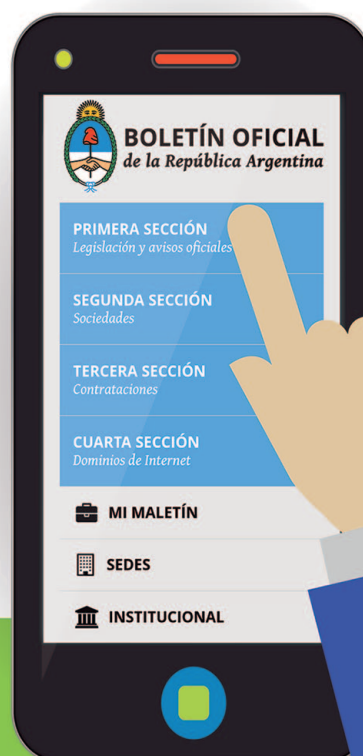 BOLETÍN OFICIAL
de la República Argentina
PRIMERA SECCIÓN
Legislación y avisos oficiales
SEGUNDA SECCIÓN
Sociedades
TERCERA SECCIÓN
Contrataciones
CUARTA SECCIÓN
Dominios de Internet
MI MALETÍN
SEDES
INSTITUCIONAL